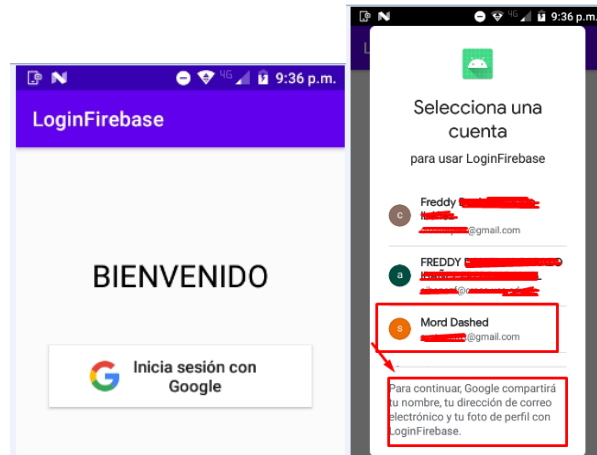 4G 9:36 p.m.
LoginFirebase
BIENVENIDO
Inicia sesión con
Google
4G 9:36 p.m.
L
Selecciona una
cuenta
para usar LoginFirebase
c
Freddy
@gmail.com
a
FREDDY
s
Mord Dashed
@gmail.com
Para continuar, Google compartirá
tu nombre, tu dirección de correo
electrónico y tu foto de perfil con
LoginFirebase.